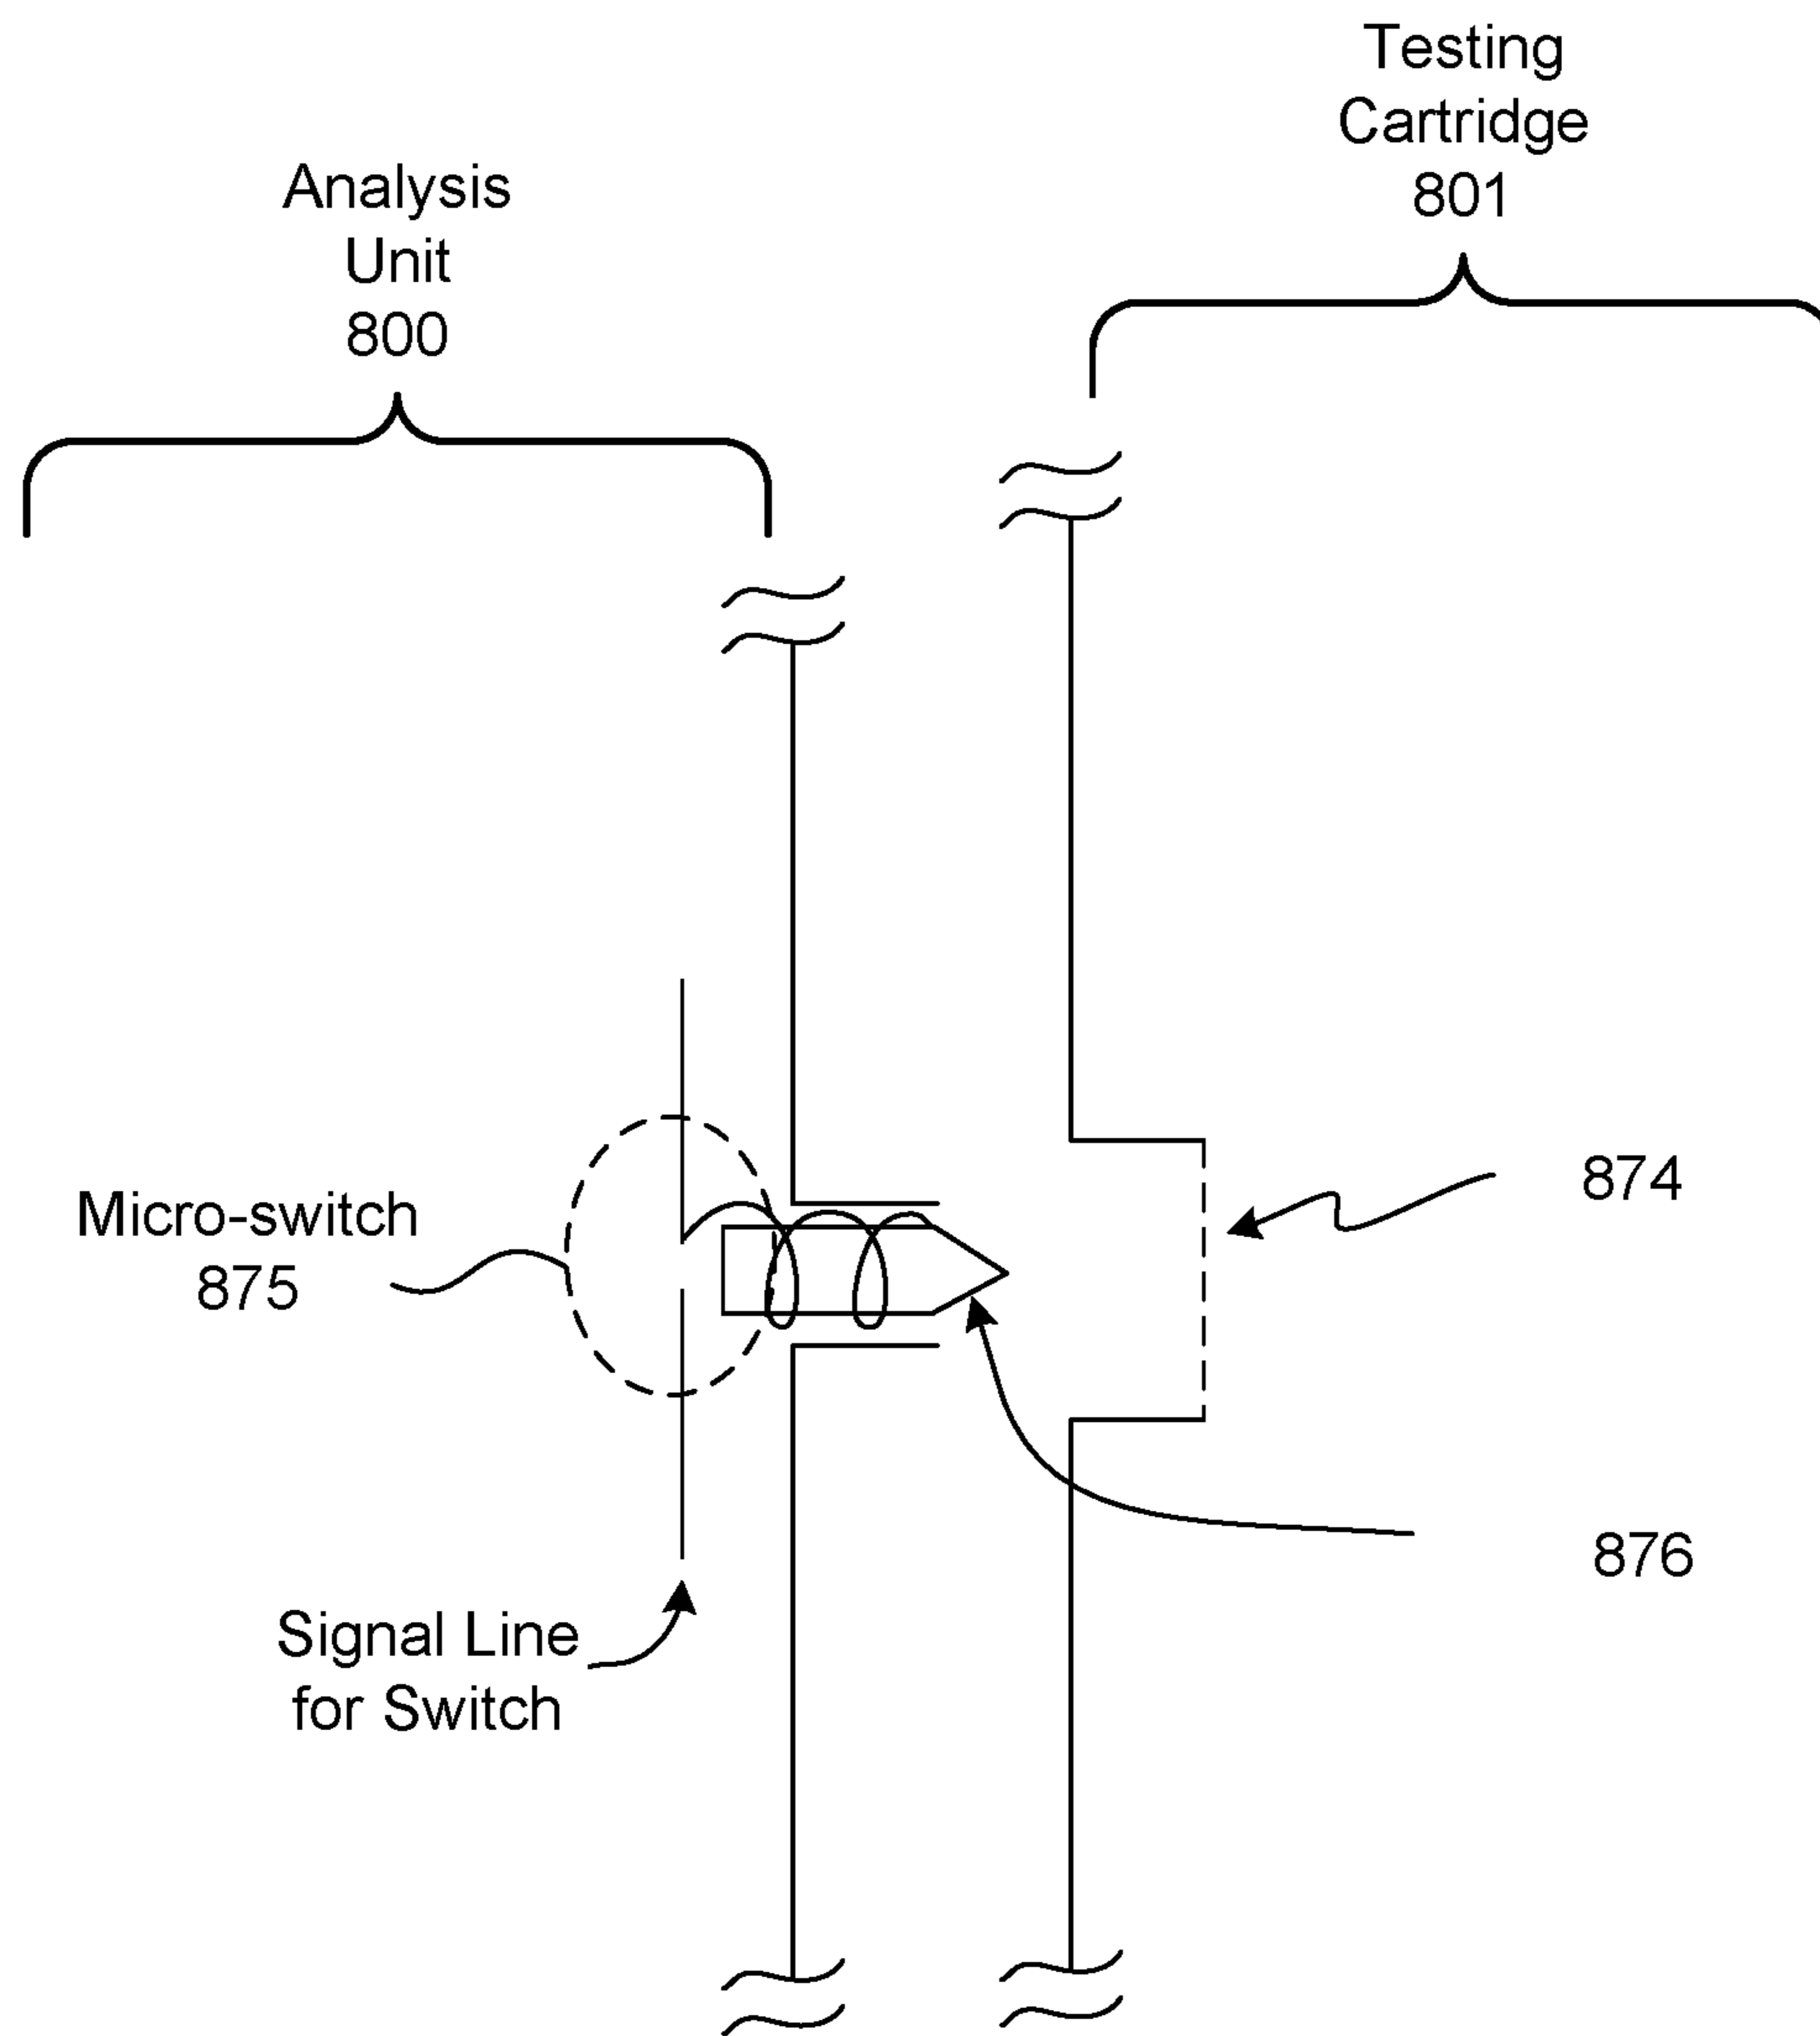 Testing
Cartridge
801
Analysis
Unit
800
874
Micro-switch
875
876
Signal Line
for Switch